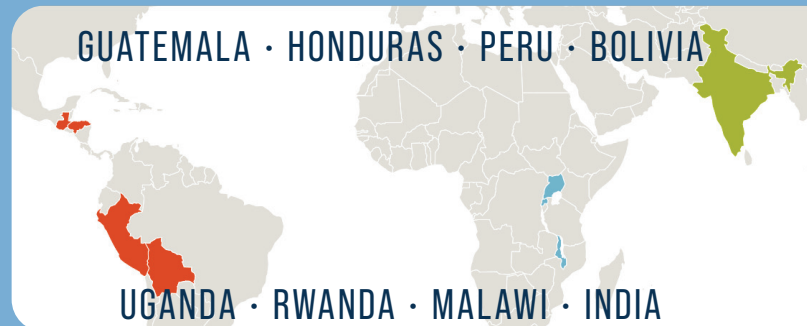 GUATEMALA · HONDURAS · PERU · BOLIVIA
UGANDA · RWANDA · MALAWI · INDIA